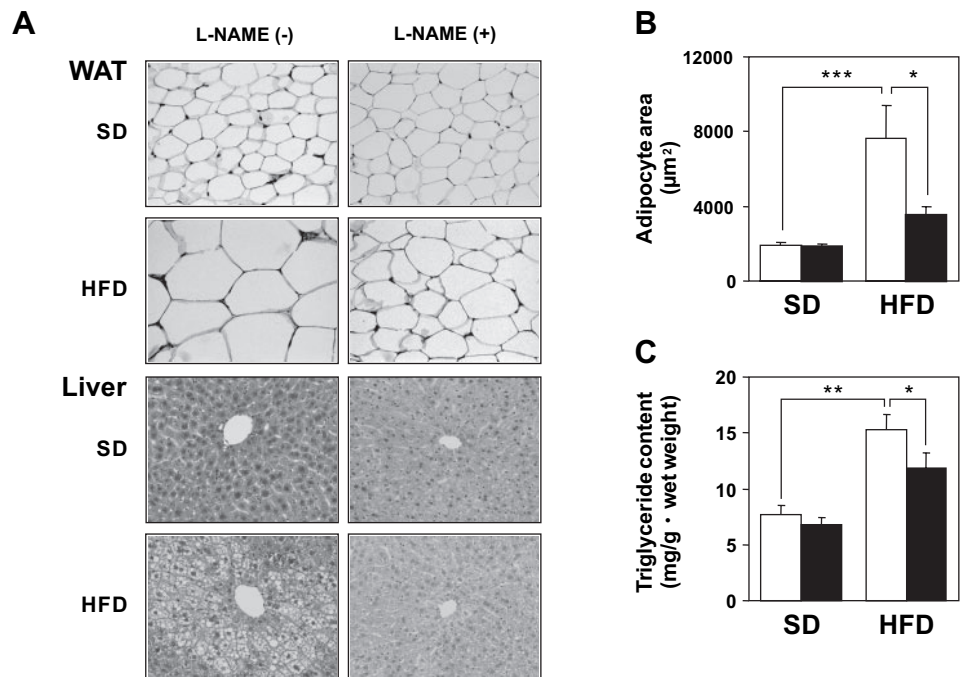 A
L-NAME (-) L-NAME (+)
WAT
SD
HFD
Liver
SD
HFD
B
Adipocyte area
(µm²)
12000
8000
4000
0
***
*
SD HFD
C
Triglyceride content
(mg/g・wet weight)
20
15
10
5
0
**
*
SD HFD